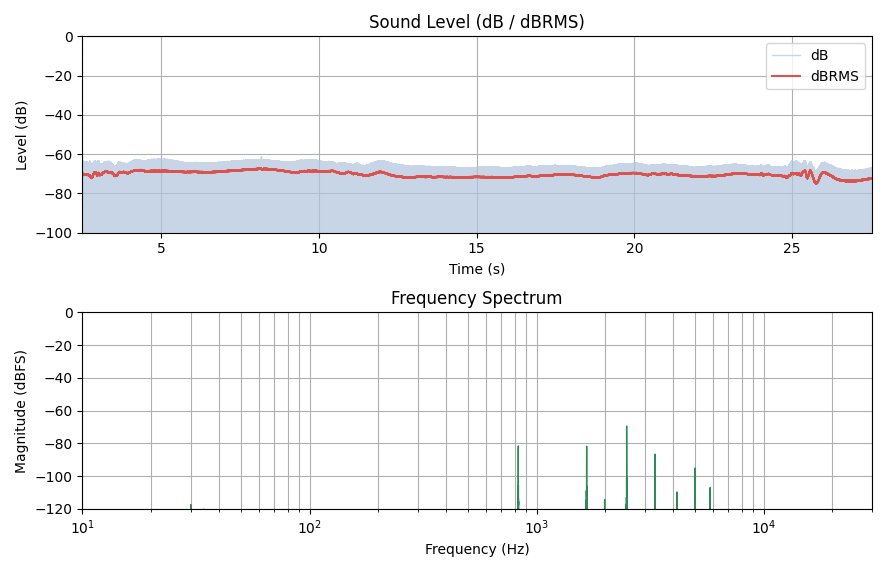 Sound Level (dB / dBRMS)
0
−20
−40
−60
−80
−100
Level (dB)
dB
dBRMS
5
10
15
20
25
Time (s)
Frequency Spectrum
0
−20
−40
−60
−80
−100
−120
Magnitude (dBFS)
10¹
10²
10³
10⁴
Frequency (Hz)